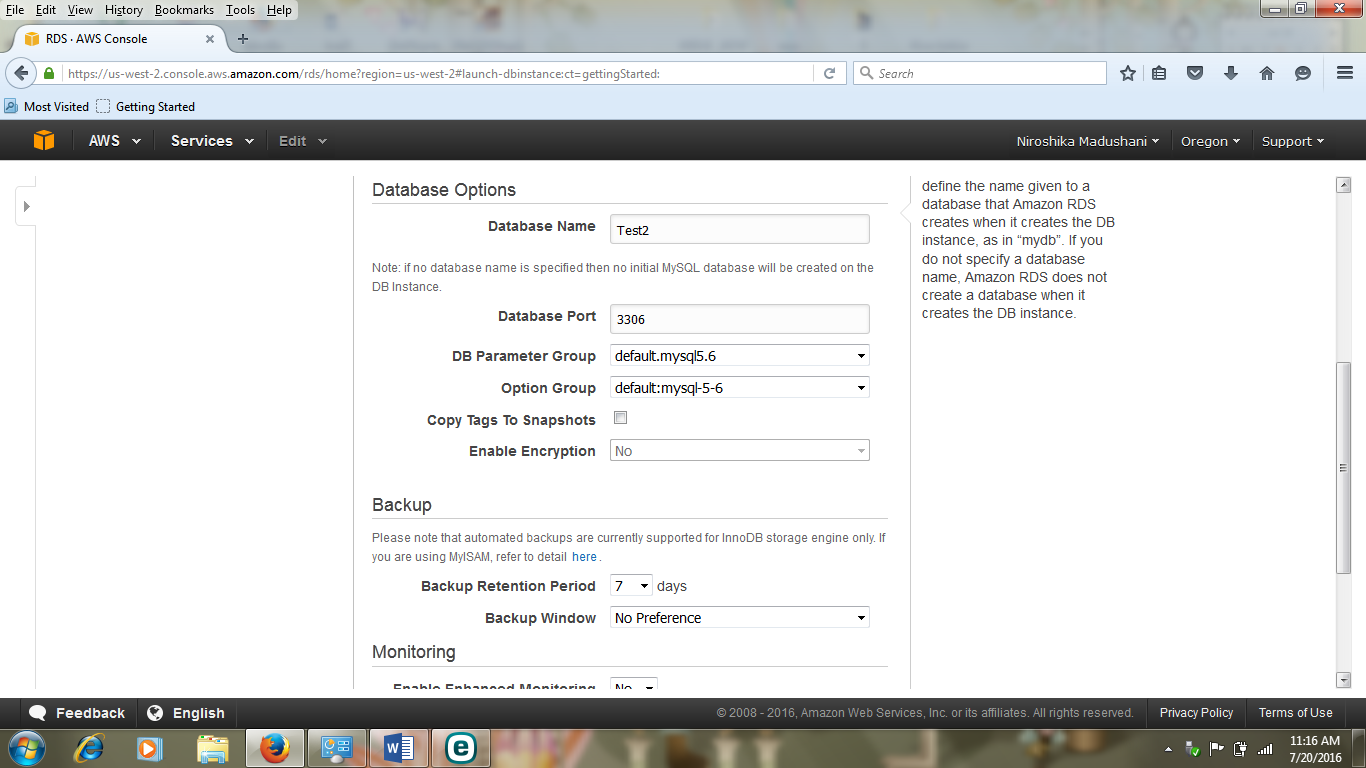 File Edit View History Bookmarks Tools Help
RDS · AWS Console
https://us-west-2.console.aws.amazon.com/rds/home?region=us-west-2#launch-dbinstance:ct=gettingStarted:
Search
Most Visited Getting Started
AWS Services Edit Niroshika Madushani Oregon Support
Database Options
Database Name Test2
Note: if no database name is specified then no initial MySQL database will be created on the
DB Instance.
Database Port 3306
DB Parameter Group default.mysql5.6
Option Group default:mysql-5-6
Copy Tags To Snapshots
Enable Encryption No
Backup
Please note that automated backups are currently supported for InnoDB storage engine only. If
you are using MyISAM, refer to detail here .
Backup Retention Period 7 days
Backup Window No Preference
Monitoring
Enable Enhanced Monitoring No
define the name given to a
database that Amazon RDS
creates when it creates the DB
instance, as in “mydb”. If you
do not specify a database
name, Amazon RDS does not
create a database when it
creates the DB instance.
Feedback English © 2008 - 2016, Amazon Web Services, Inc. or its affiliates. All rights reserved. Privacy Policy Terms of Use
11:16 AM
7/20/2016